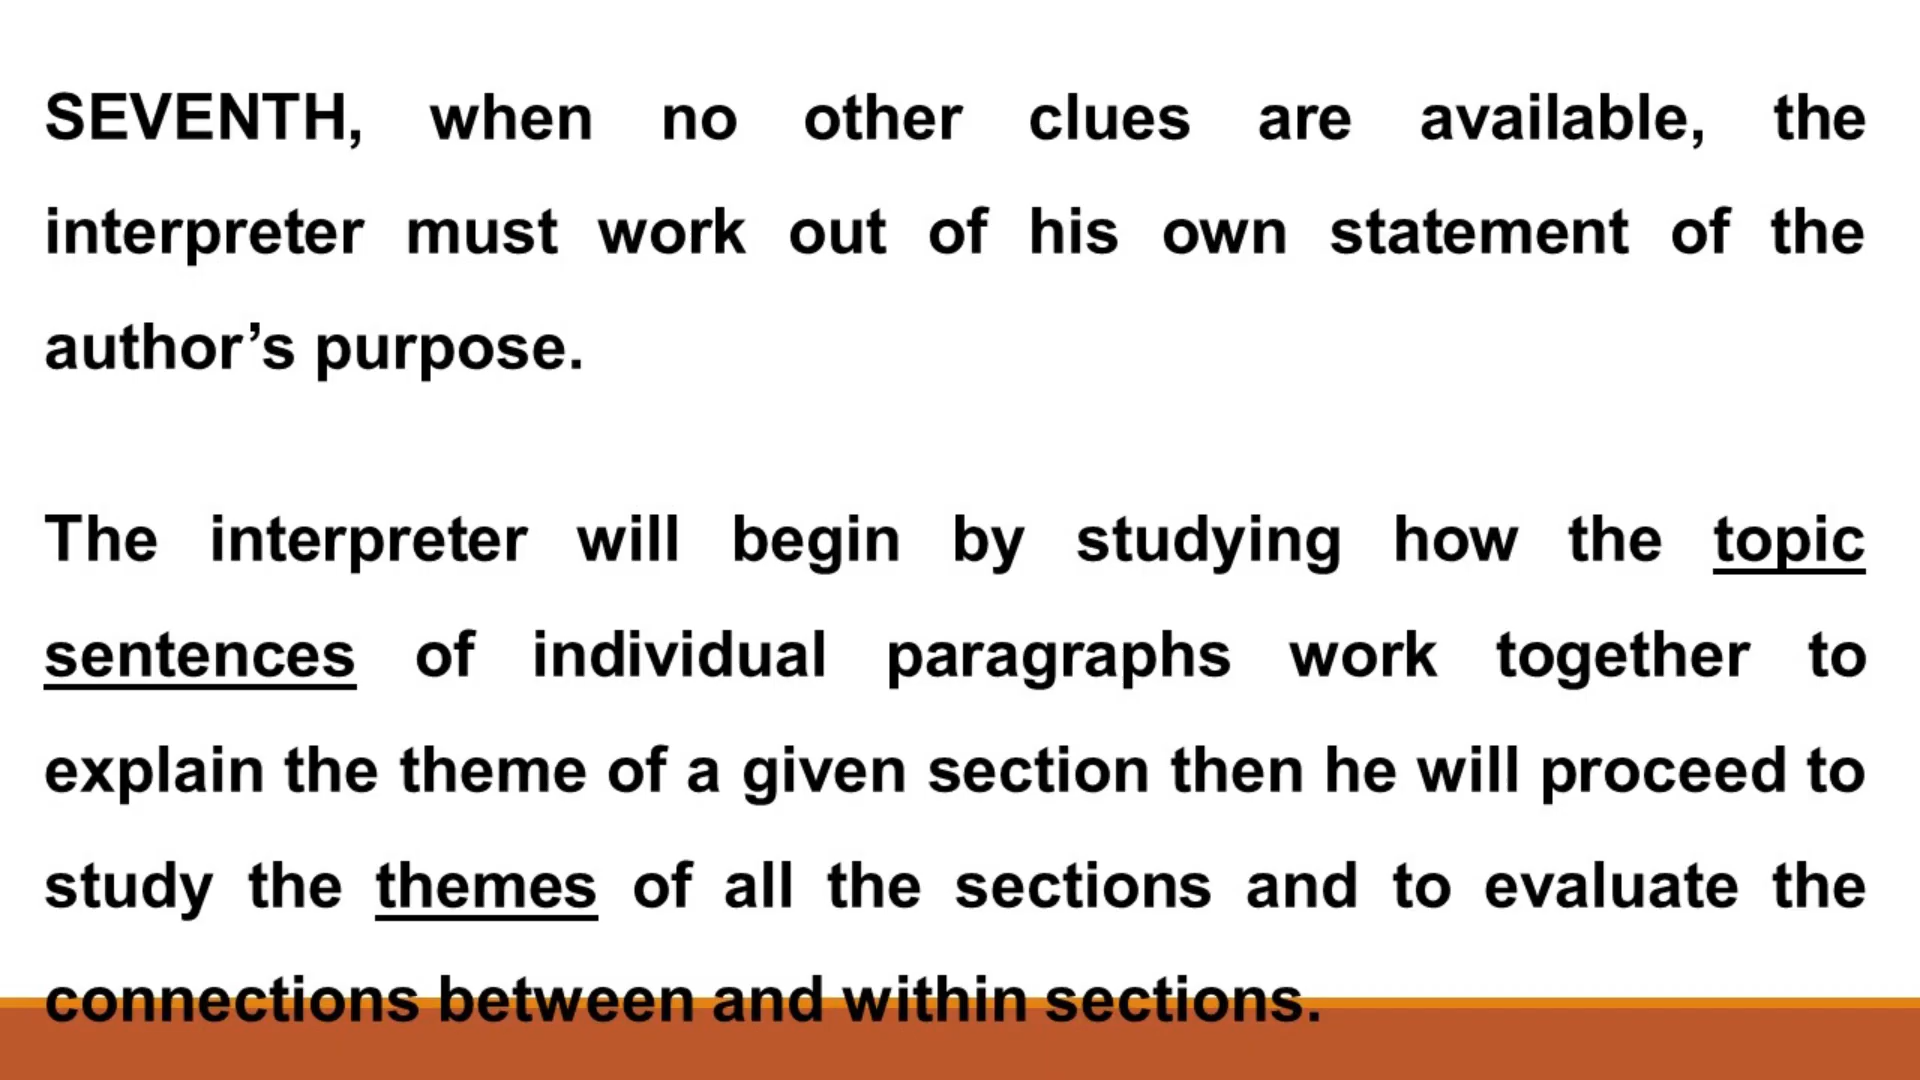 SEVENTH, when no other clues are available, the
interpreter must work out of his own statement of the
author’s purpose.
The interpreter will begin by studying how the topic
sentences of individual paragraphs work together to
explain the theme of a given section then he will proceed to
study the themes of all the sections and to evaluate the
connections between and within sections.